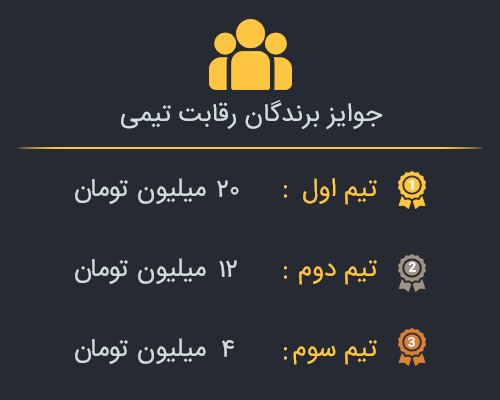 جوایز برندگان رقابت تیمی
1 تیم اول : ۲۰ میلیون تومان
2 تیم دوم : ۱۲ میلیون تومان
3 تیم سوم : ۴ میلیون تومان